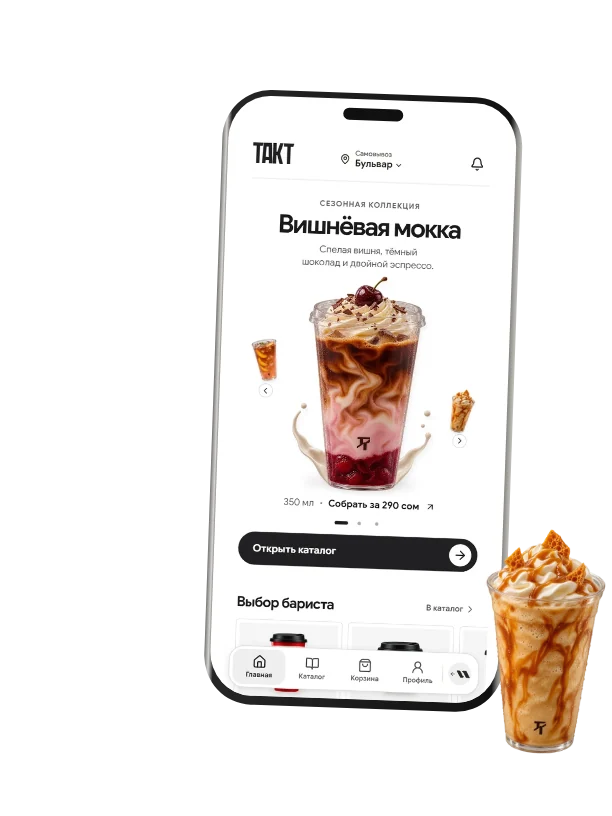 ТАКТ
Самовывоз
Бульвар
СЕЗОННАЯ КОЛЛЕКЦИЯ
Вишнёвая мокка
Спелая вишня, тёмный
шоколад и двойной эспрессо.
350 мл · Собрать за 290 сом
Открыть каталог
Выбор бариста
В каталог
Главная
Каталог
Корзина
Профиль